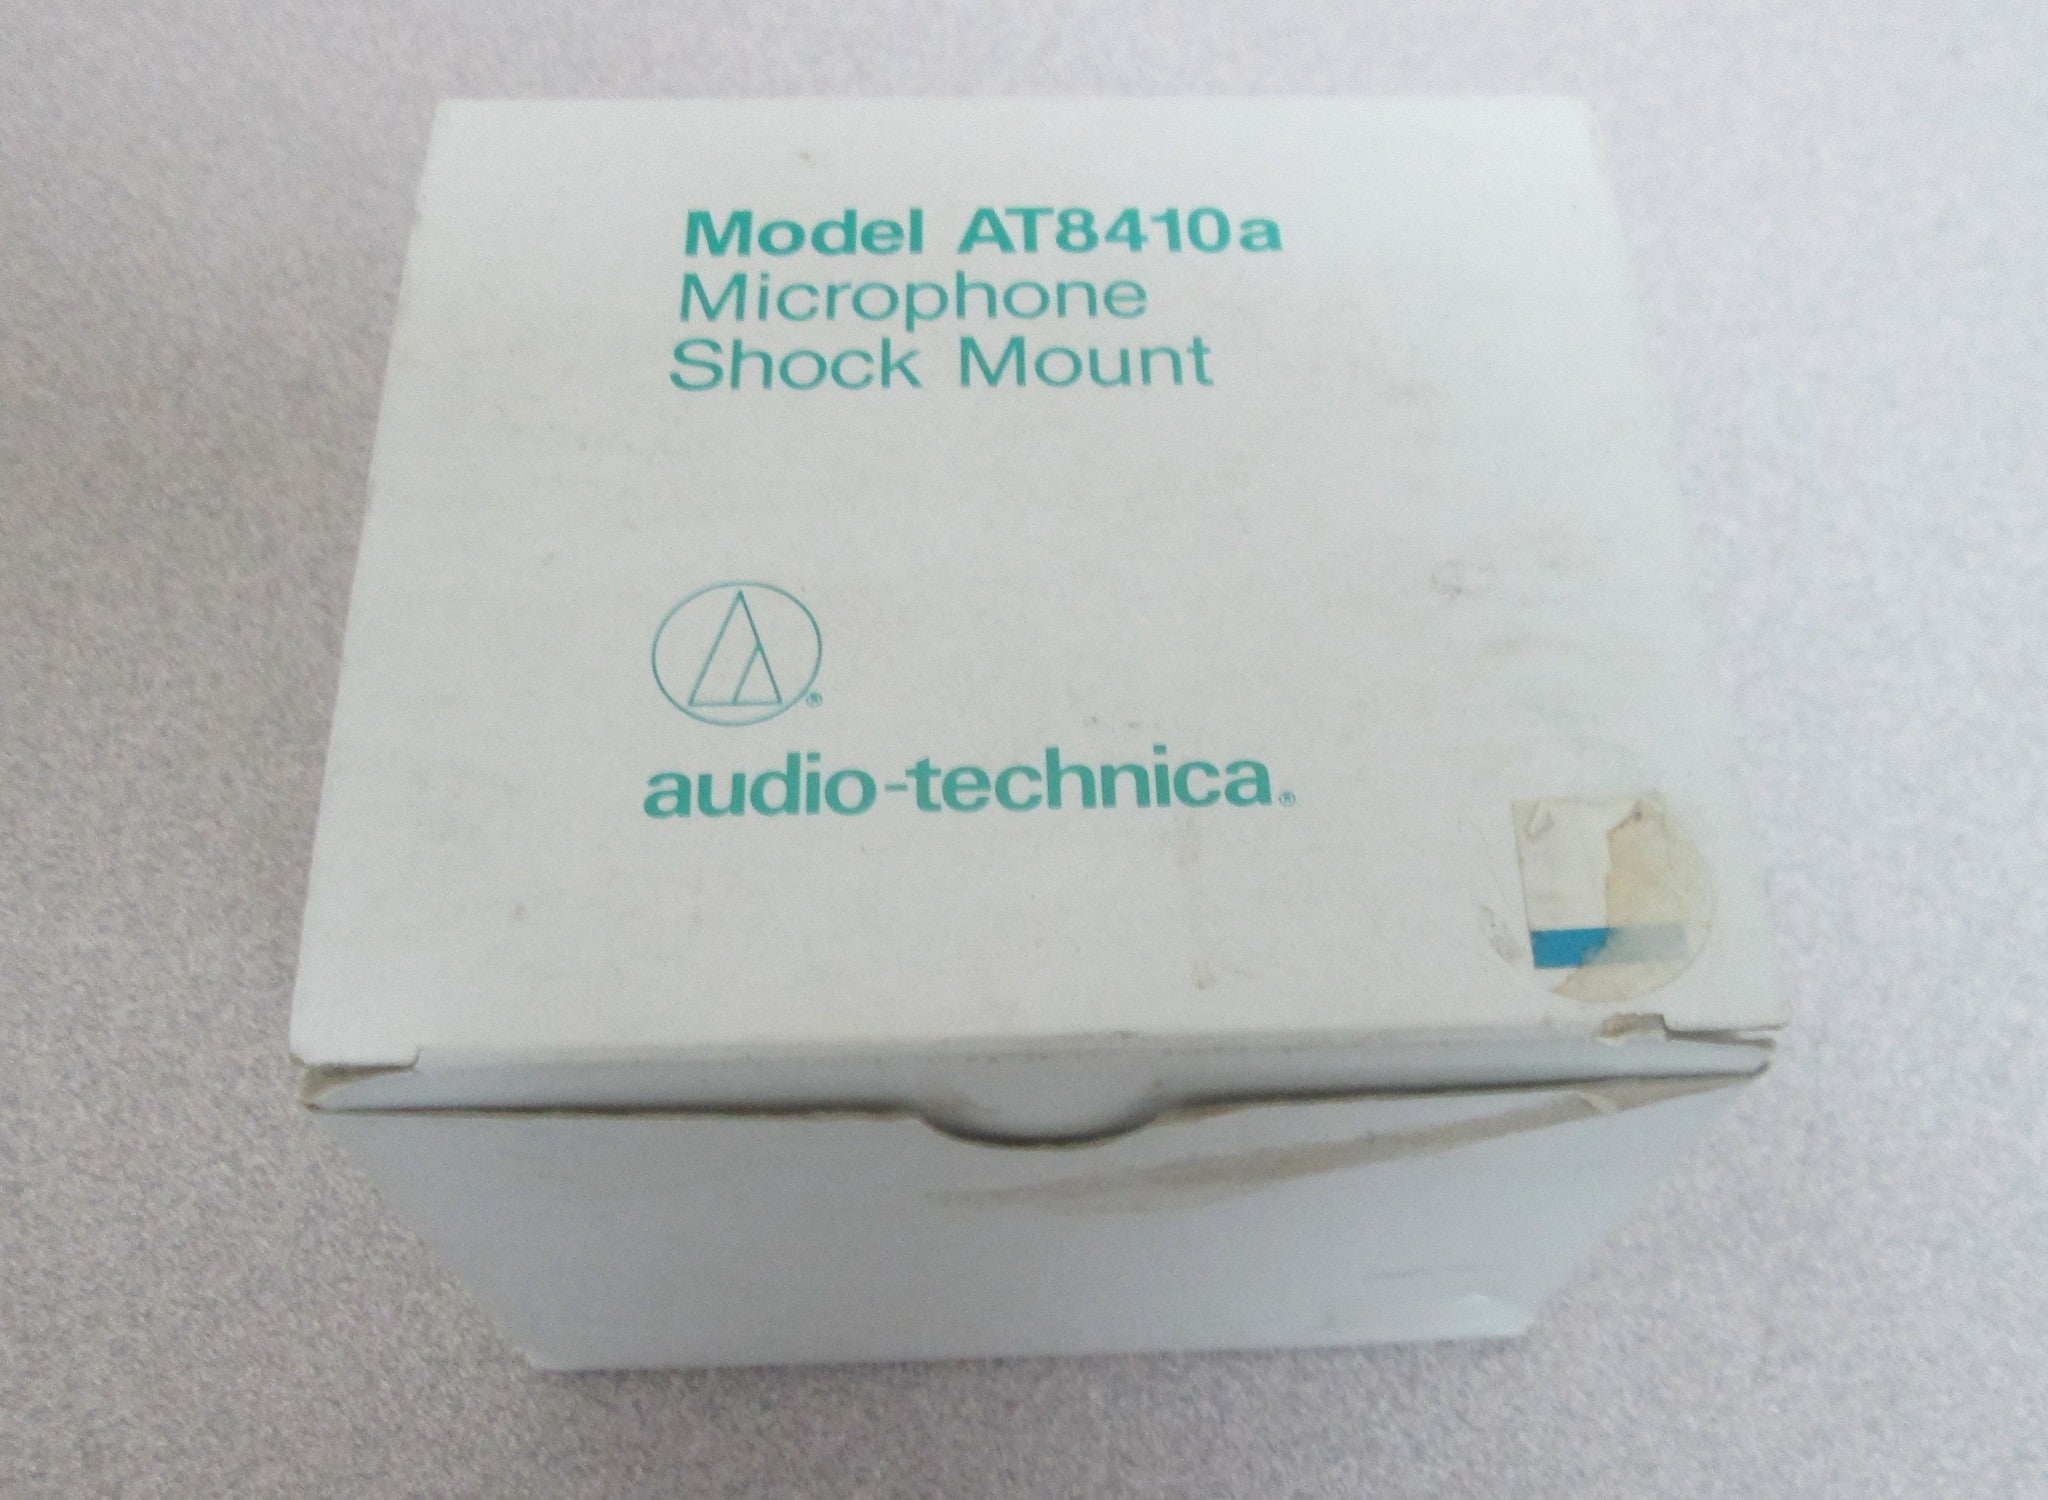 Model AT8410a
Microphone
Shock Mount
®
audio-technica®